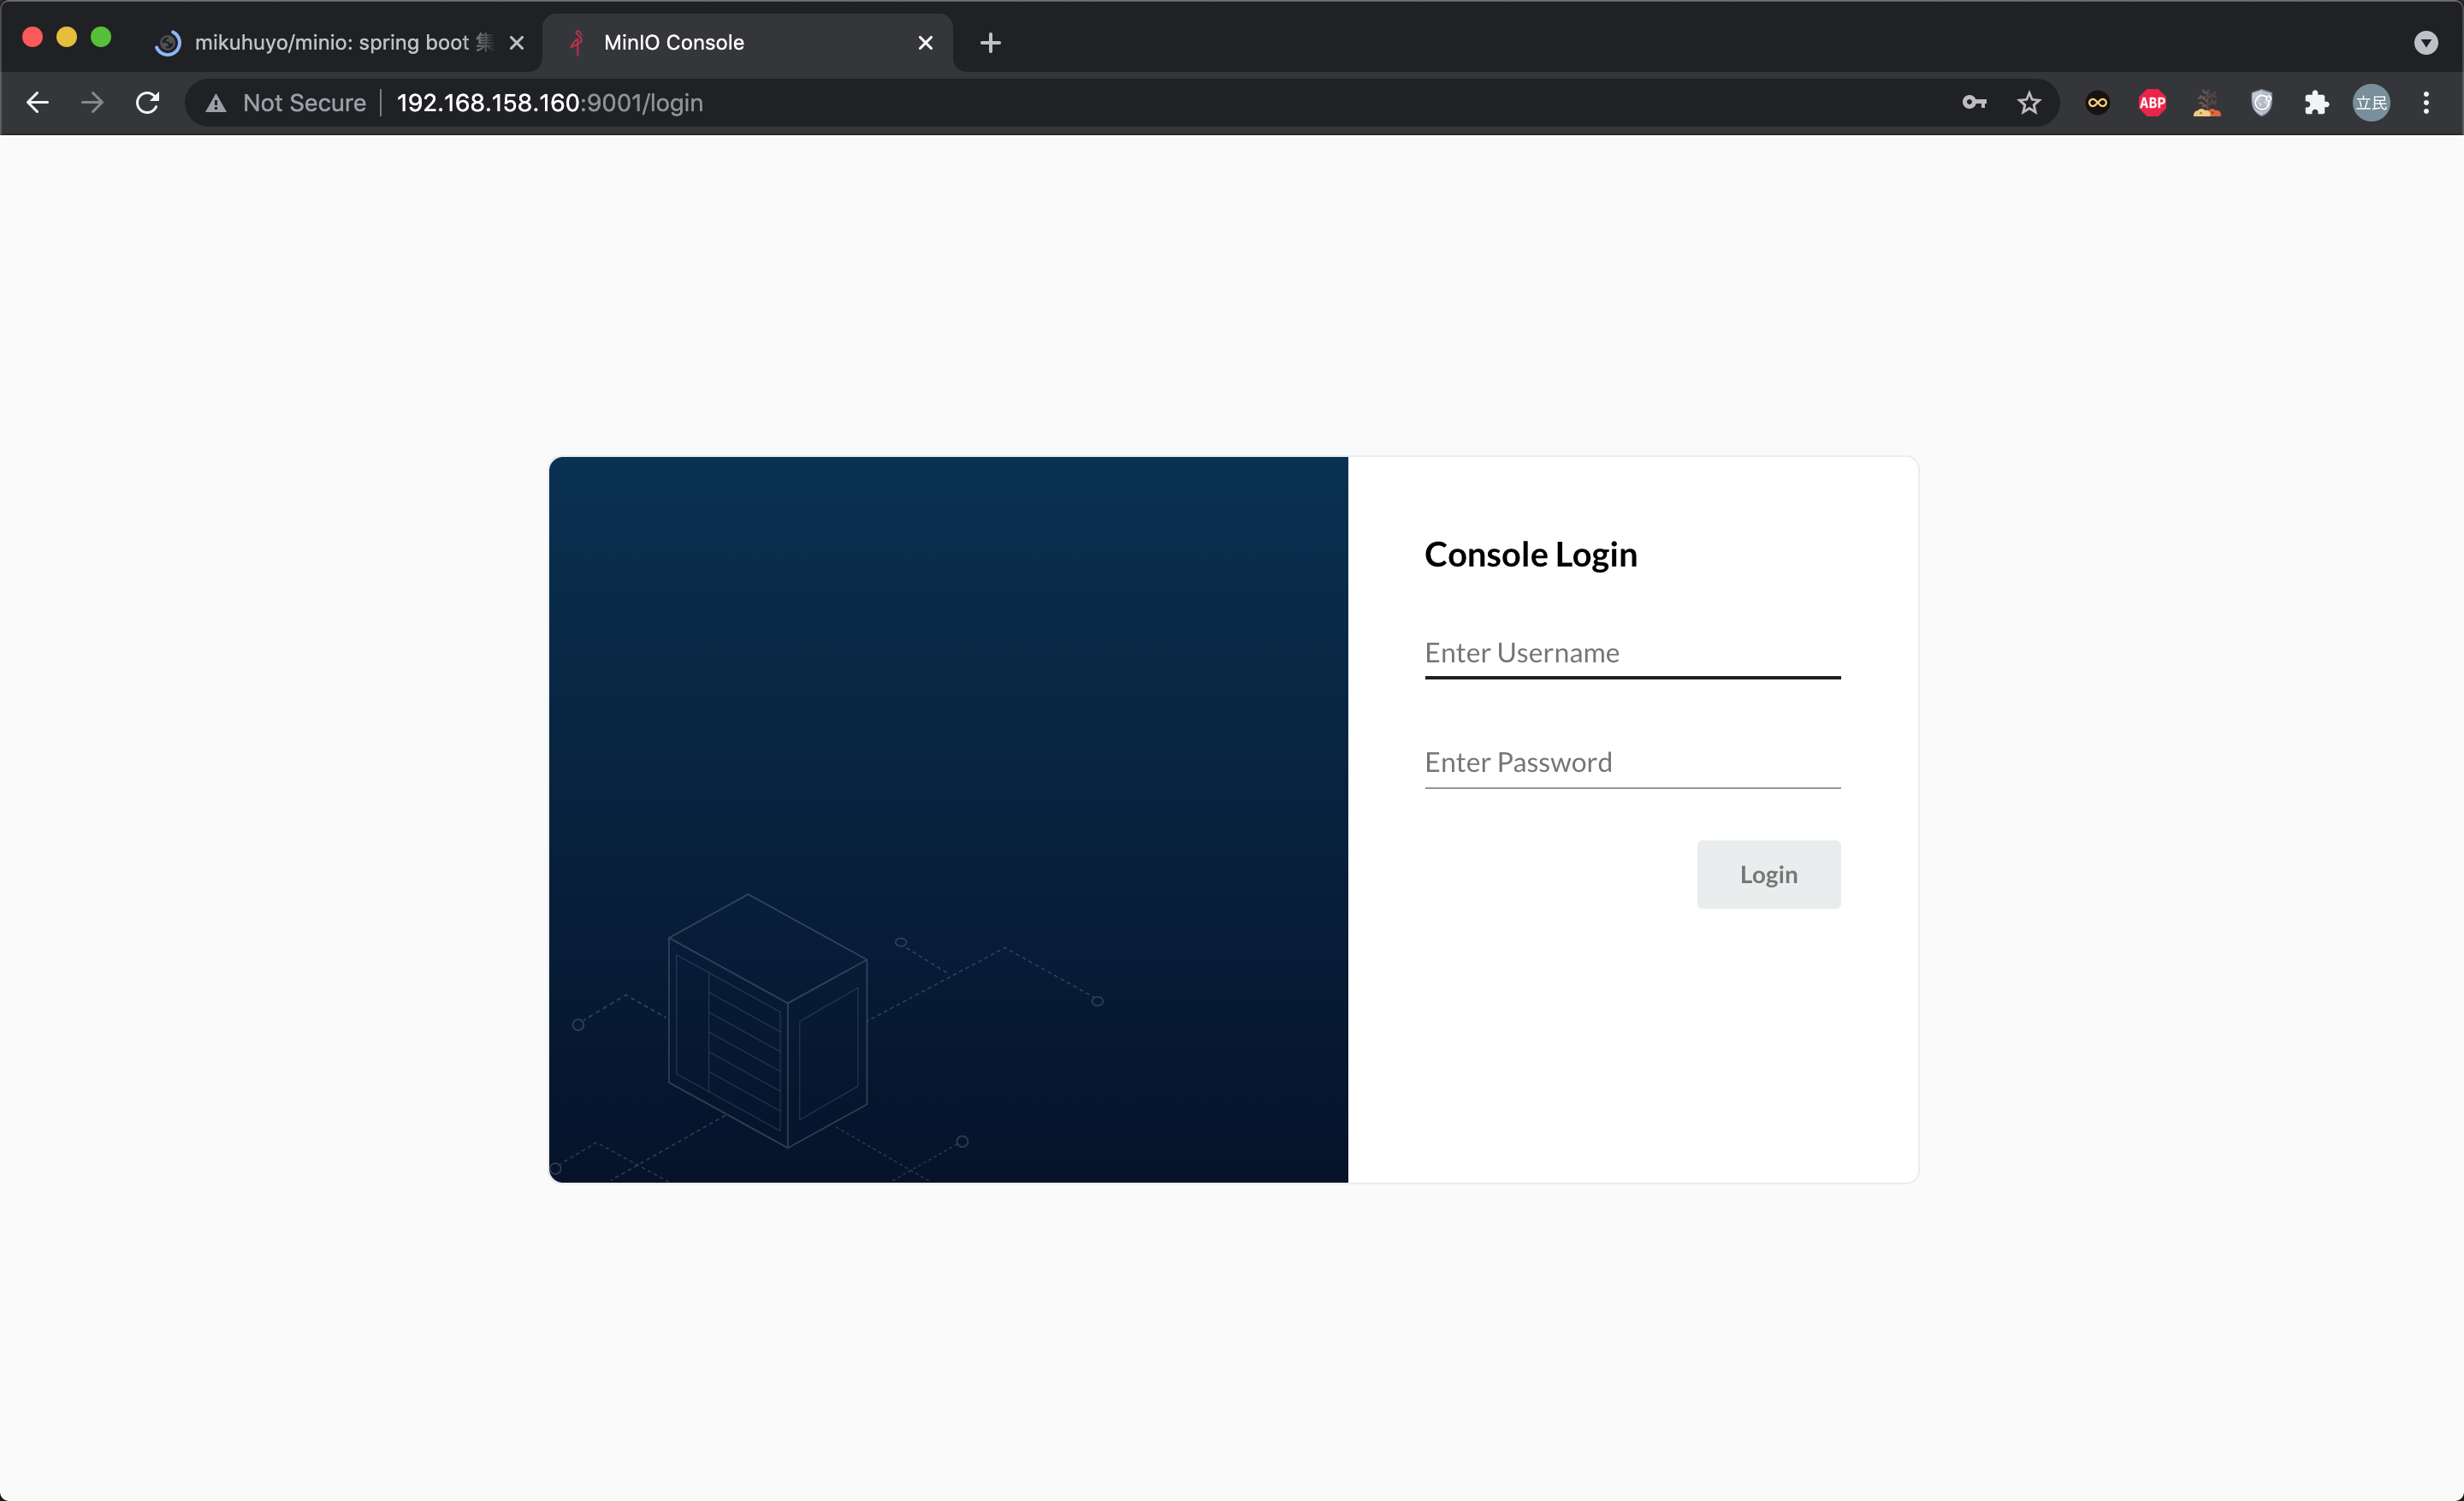 mikuhuyo/minio: spring boot 集
MinIO Console
Not Secure
192.168.158.160:9001/login
ABP
立民
Console Login
Enter Username
Enter Password
Login